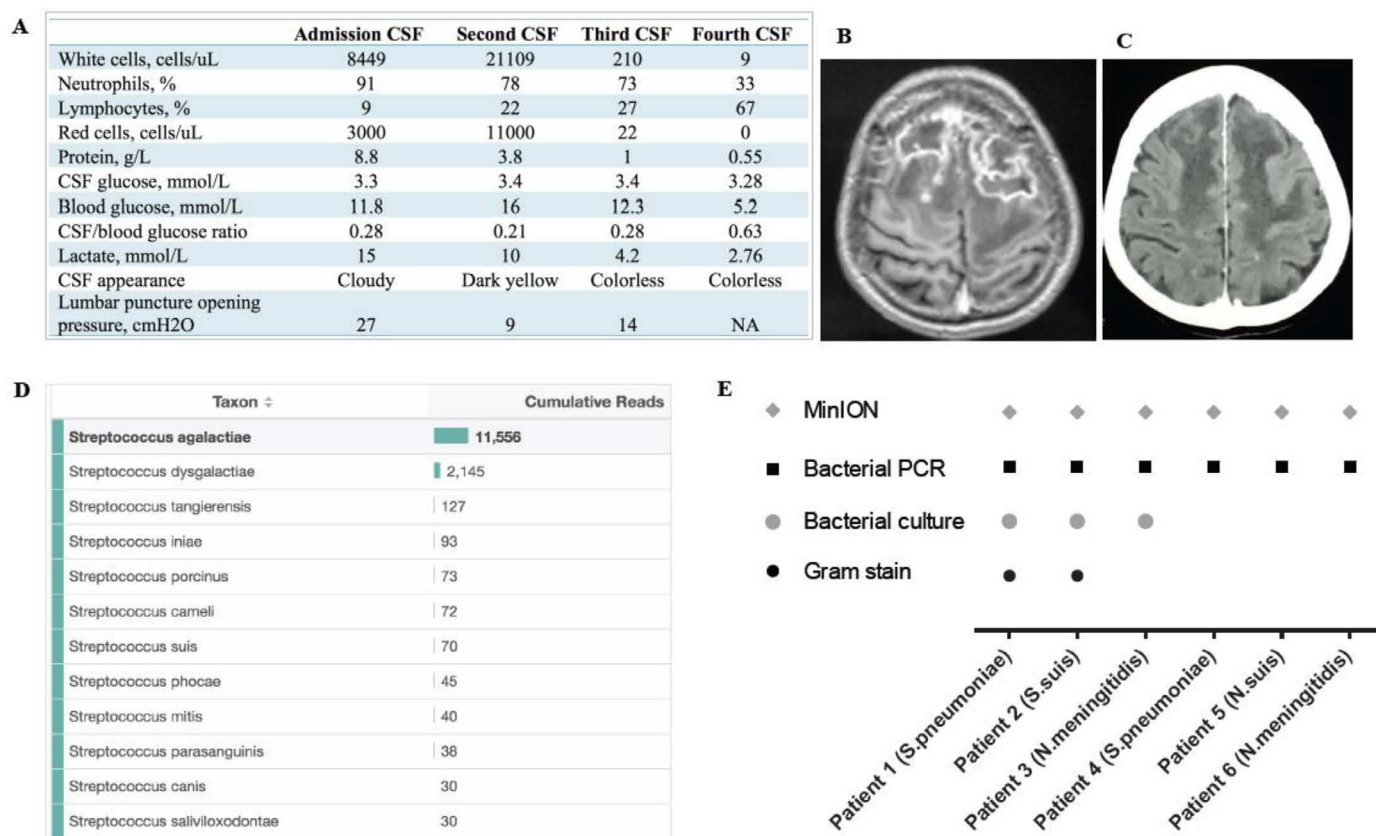 A
Admission CSF Second CSF Third CSF Fourth CSF
White cells, cells/uL 8449 21109 210 9
Neutrophils, % 91 78 73 33
Lymphocytes, % 9 22 27 67
Red cells, cells/uL 3000 11000 22 0
Protein, g/L 8.8 3.8 1 0.55
CSF glucose, mmol/L 3.3 3.4 3.4 3.28
Blood glucose, mmol/L 11.8 16 12.3 5.2
CSF/blood glucose ratio 0.28 0.21 0.28 0.63
Lactate, mmol/L 15 10 4.2 2.76
CSF appearance Cloudy Dark yellow Colorless Colorless
Lumbar puncture opening
pressure, cmH2O 27 9 14 NA
B
C
D
Taxon Cumulative Reads
Streptococcus agalactiae 11,556
Streptococcus dysgalactiae 2,145
Streptococcus tangierensis 127
Streptococcus iniae 93
Streptococcus porcinus 73
Streptococcus cameli 72
Streptococcus suis 70
Streptococcus phocae 45
Streptococcus mitis 40
Streptococcus parasanguinis 38
Streptococcus canis 30
Streptococcus saliviloxodontae 30
E
MinION
Bacterial PCR
Bacterial culture
Gram stain
Patient 1 (S.pneumoniae)
Patient 2 (S.suis)
Patient 3 (N.meningitidis)
Patient 4 (S.pneumoniae)
Patient 5 (N.suis)
Patient 6 (N.meningitidis)